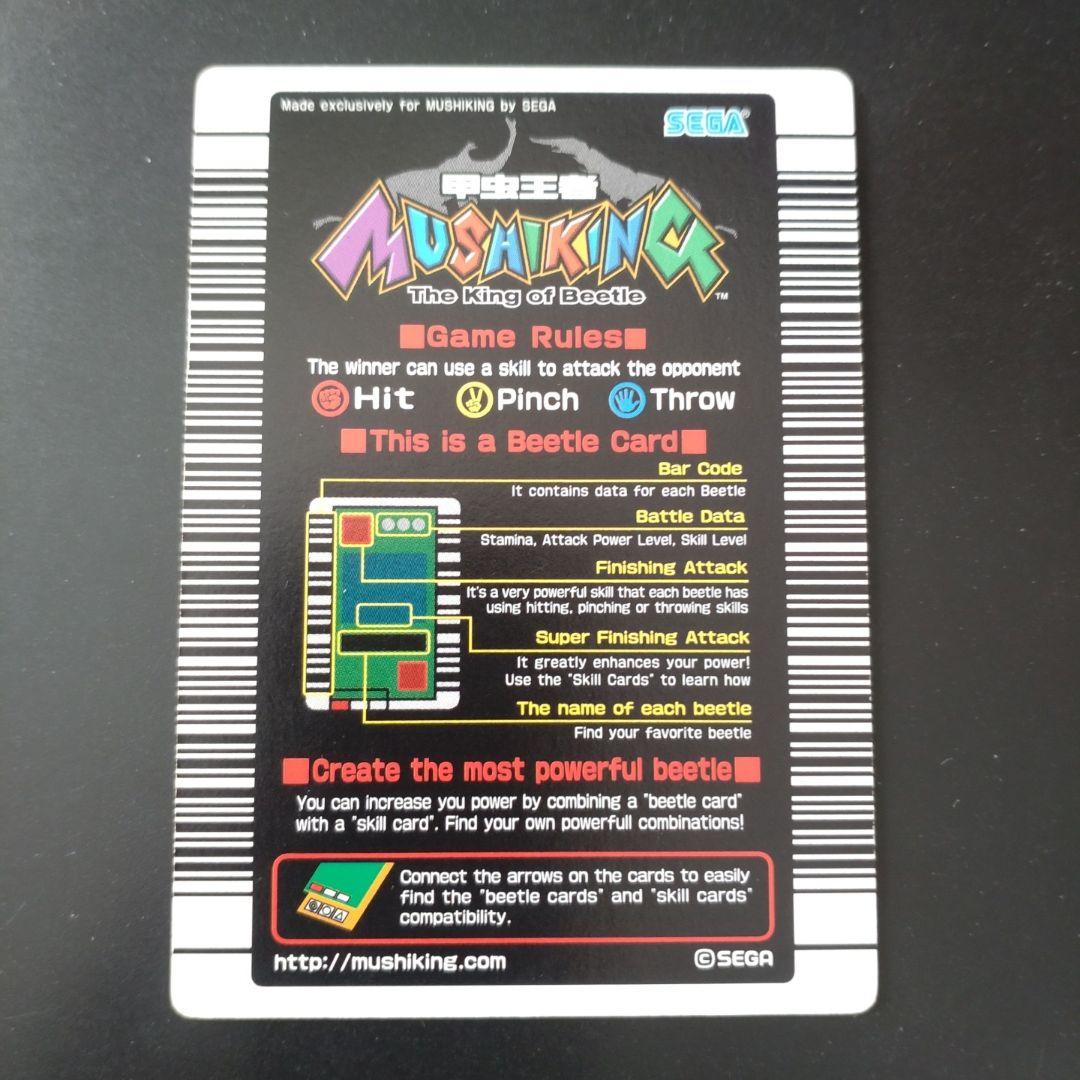 Made exclusively for MUSHIKING by SEGA
SEGA
甲虫王者
MUSHIKING
The King of Beetle
TM
■Game Rules■
The winner can use a skill to attack the opponent
Hit Pinch Throw
■This is a Beetle Card■
Bar Code
It contains data for each Beetle
Battle Data
Stamina, Attack Power Level, Skill Level
Finishing Attack
It's a very powerful skill that each beetle has
using hitting, pinching or throwing skills
Super Finishing Attack
It greatly enhances your power!
Use the "Skill Cards" to learn how
The name of each beetle
Find your favorite beetle
■Create the most powerful beetle■
You can increase you power by combining a "beetle card"
with a "skill card". Find your own powerfull combinations!
Connect the arrows on the cards to easily
find the "beetle cards" and "skill cards"
compatibility.
http://mushiking.com
©SEGA